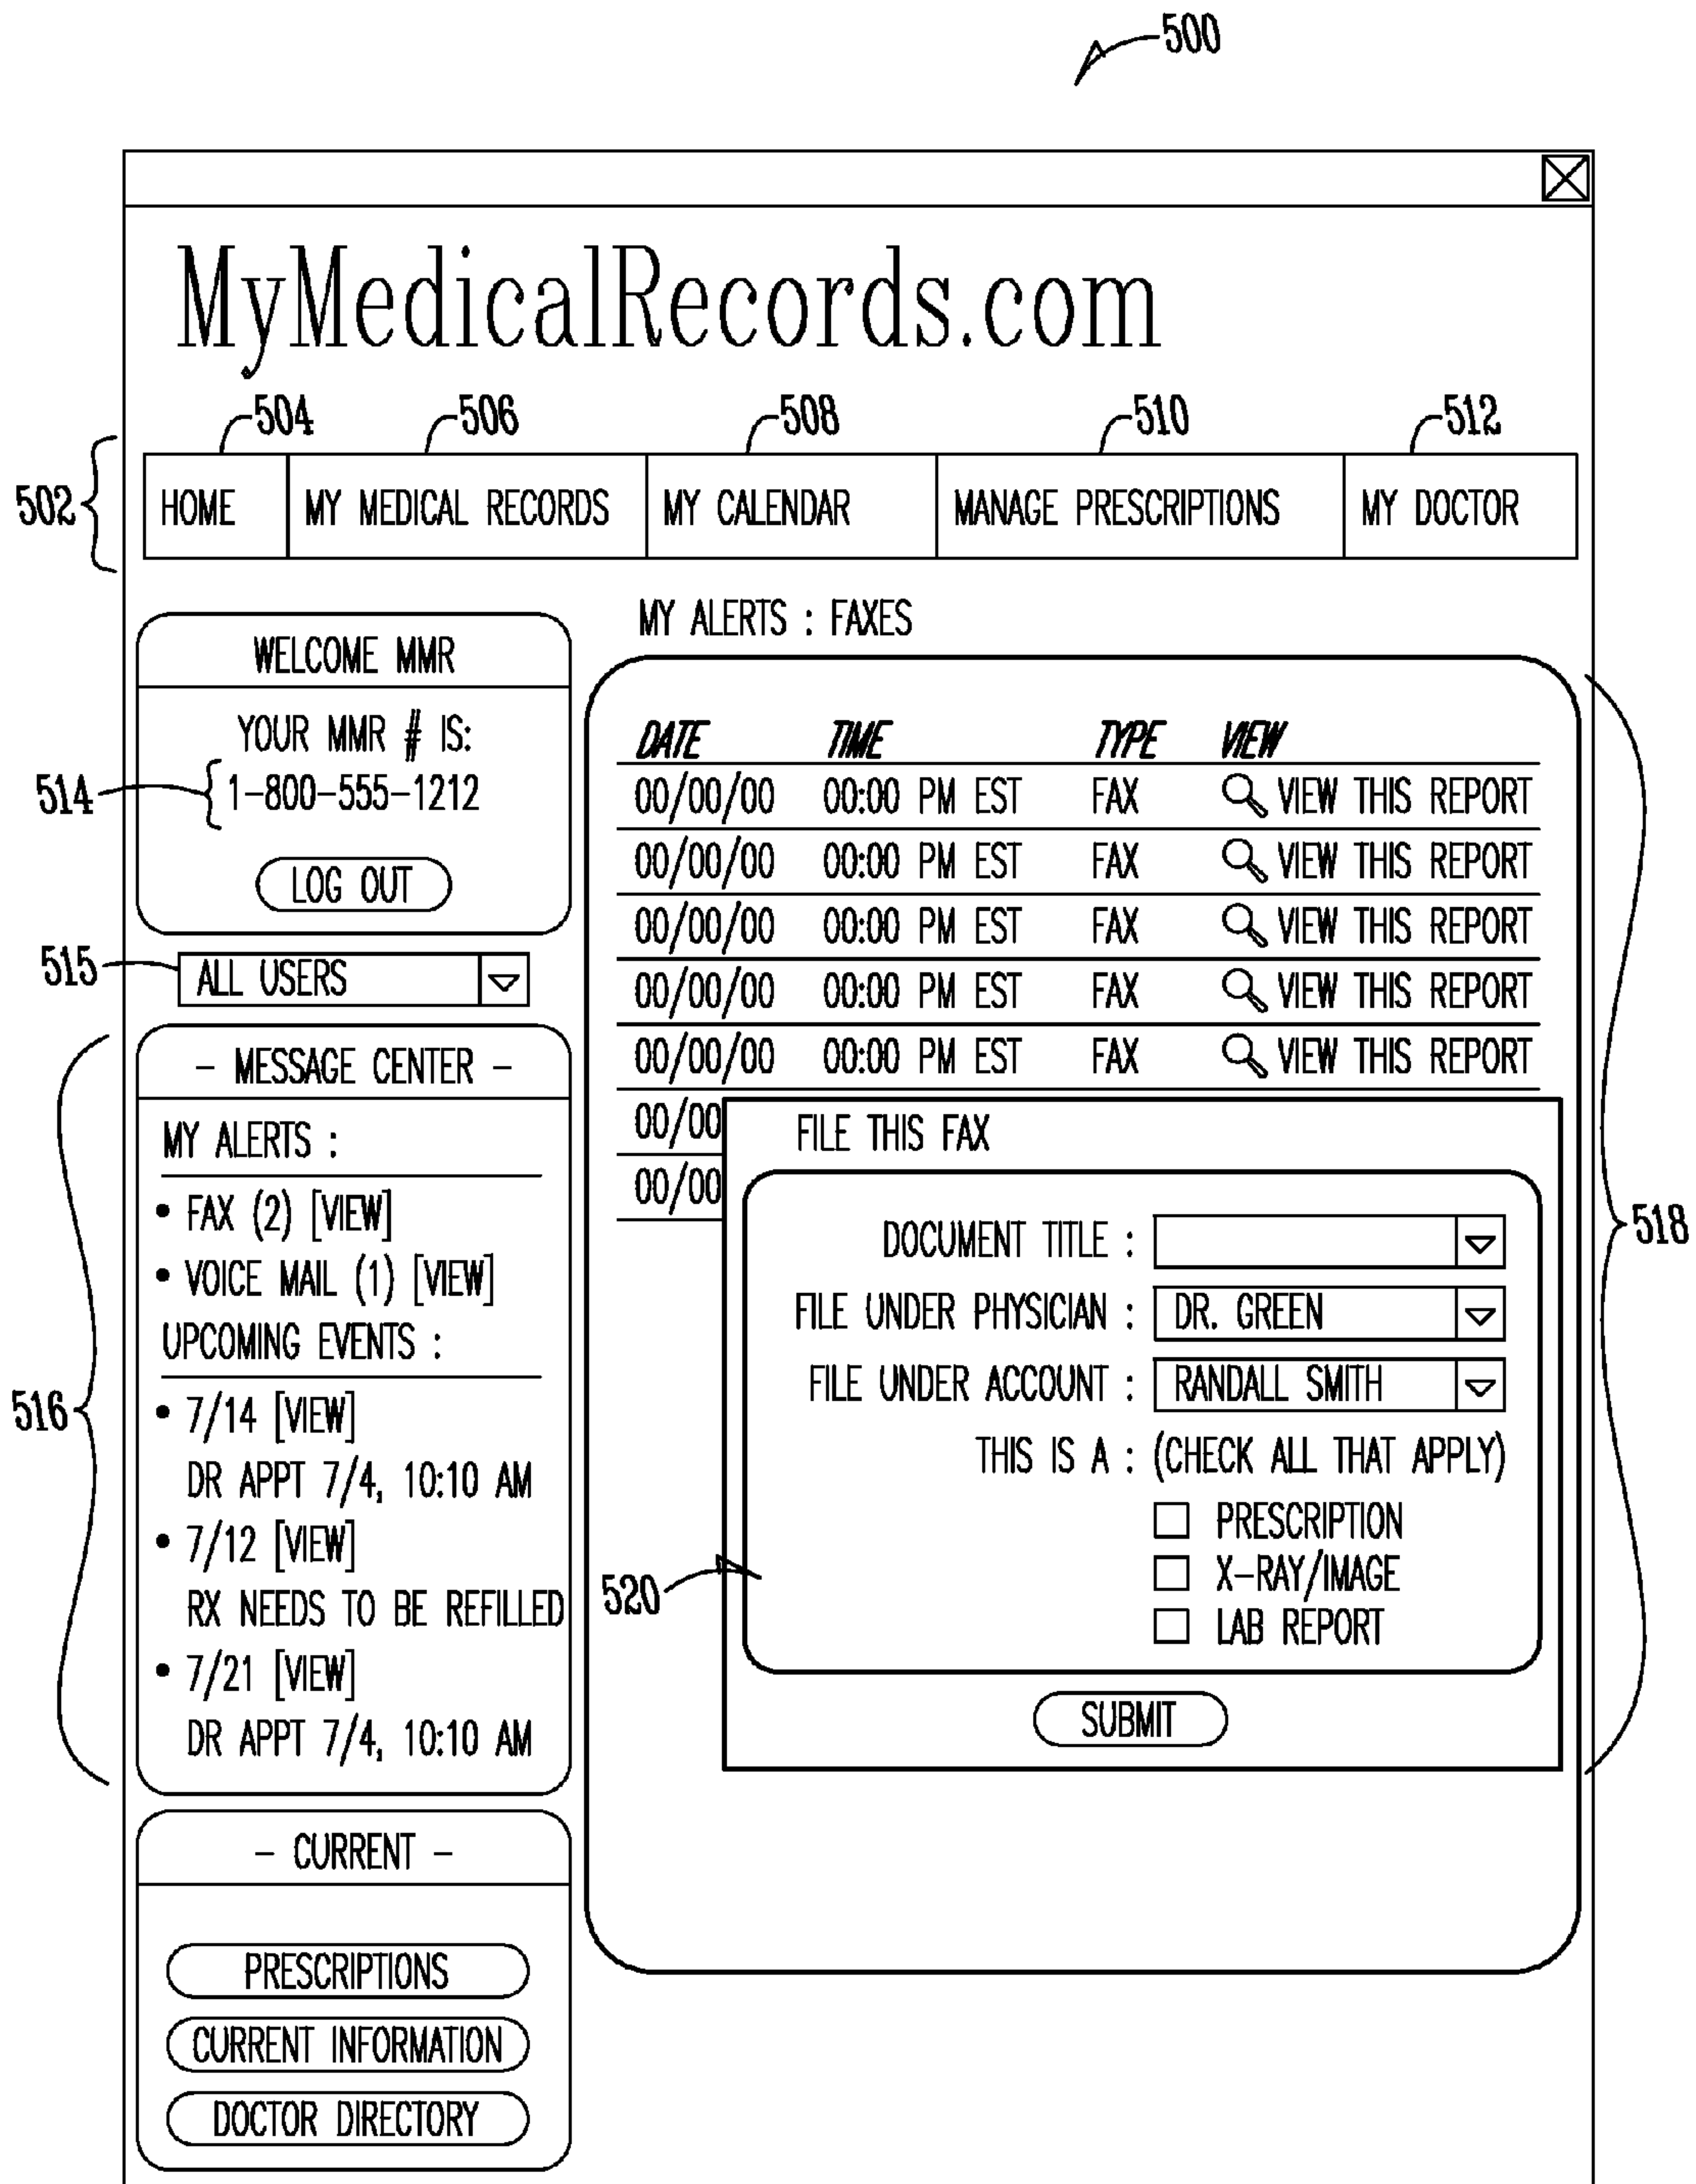 500
MyMedicalRecords.com
504 506 508 510 512
502
HOME MY MEDICAL RECORDS MY CALENDAR MANAGE PRESCRIPTIONS MY DOCTOR
WELCOME MMR
YOUR MMR # IS:
514
1-800-555-1212
LOG OUT
515
ALL USERS
516
- MESSAGE CENTER -
MY ALERTS :
• FAX (2) [VIEW]
• VOICE MAIL (1) [VIEW]
UPCOMING EVENTS :
• 7/14 [VIEW]
DR APPT 7/4, 10:10 AM
• 7/12 [VIEW]
RX NEEDS TO BE REFILLED
• 7/21 [VIEW]
DR APPT 7/4, 10:10 AM
- CURRENT -
PRESCRIPTIONS
CURRENT INFORMATION
DOCTOR DIRECTORY
MY ALERTS : FAXES
518
DATE TIME TYPE VIEW
00/00/00 00:00 PM EST FAX VIEW THIS REPORT
00/00/00 00:00 PM EST FAX VIEW THIS REPORT
00/00/00 00:00 PM EST FAX VIEW THIS REPORT
00/00/00 00:00 PM EST FAX VIEW THIS REPORT
00/00/00 00:00 PM EST FAX VIEW THIS REPORT
00/00
00/00
FILE THIS FAX
DOCUMENT TITLE :
FILE UNDER PHYSICIAN : DR. GREEN
FILE UNDER ACCOUNT : RANDALL SMITH
THIS IS A : (CHECK ALL THAT APPLY)
PRESCRIPTION
X-RAY/IMAGE
LAB REPORT
520
SUBMIT